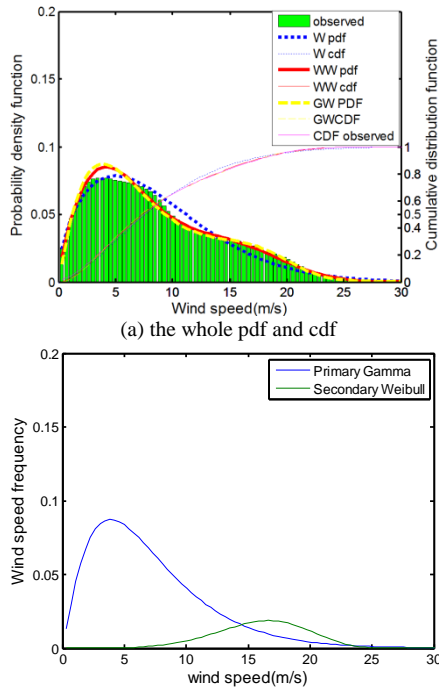 0.2
0.15
0.1
0.05
0
Probability density function
observed
W pdf
W cdf
WW pdf
WW cdf
GW PDF
GWCDF
CDF observed
1
0.8
0.6
0.5
0.4
0.2
0
Cumulative distribution function
0 5 10 15 20 25 30
Wind speed(m/s)
(a) the whole pdf and cdf
0.2
0.15
0.1
0.05
0
Wind speed frequency
Primary Gamma
Secondary Weibull
0 5 10 15 20 25 30
wind speed(m/s)